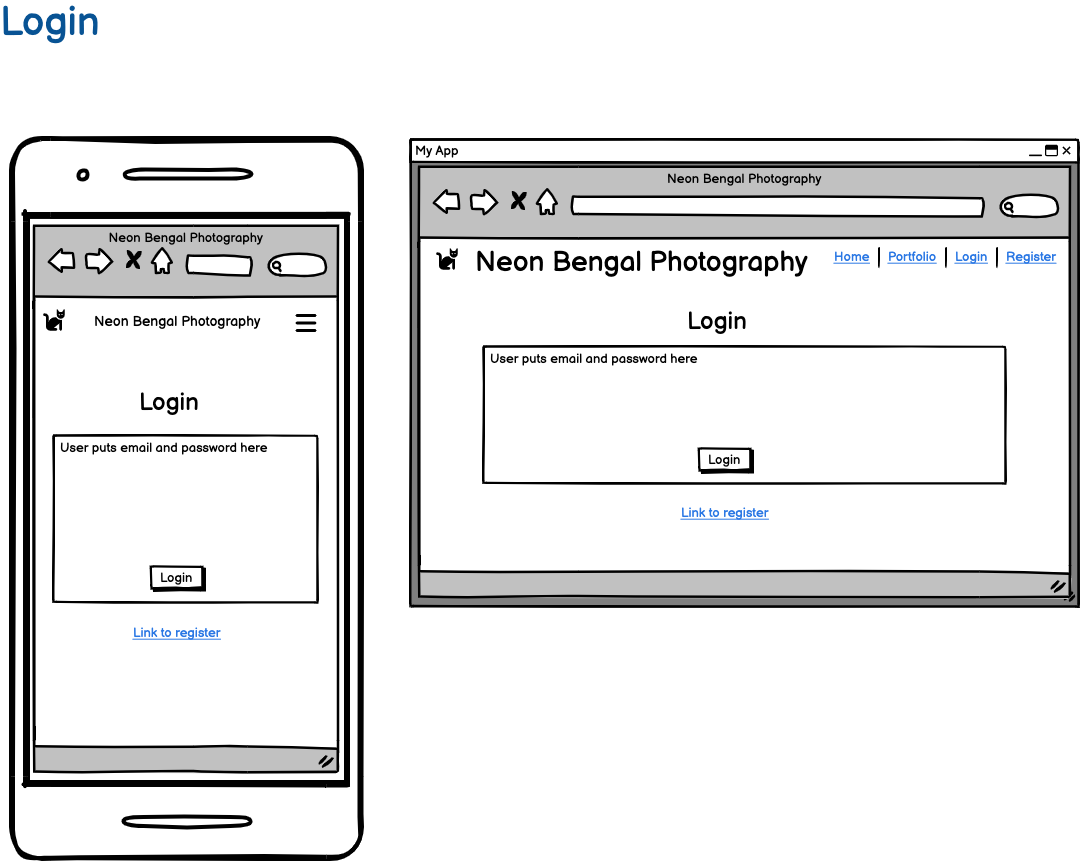 Login
Neon Bengal Photography
Neon Bengal Photography
Login
User puts email and password here
Login
Link to register
My App
Neon Bengal Photography
Neon Bengal Photography
Home | Portfolio | Login | Register
Login
User puts email and password here
Login
Link to register